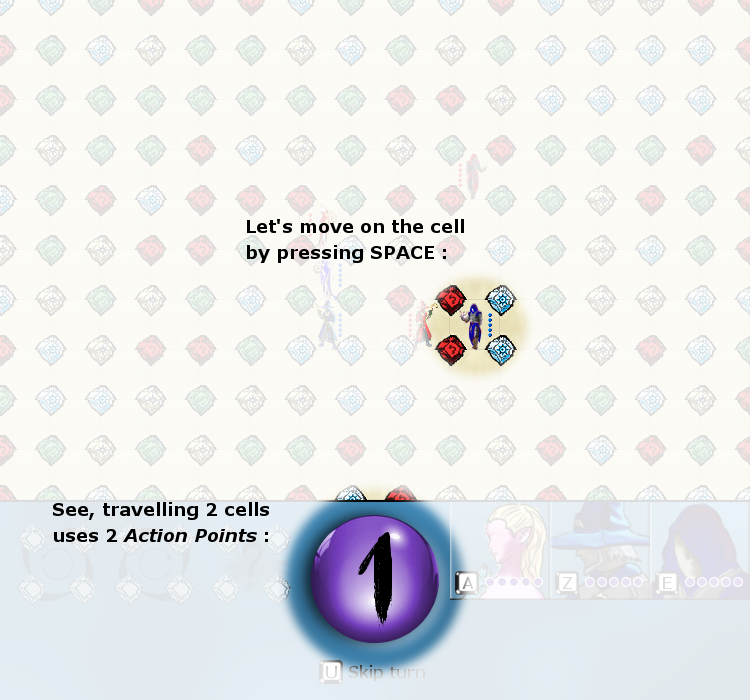 Let's move on the cell
by pressing SPACE :
See, travelling 2 cells
uses 2 Action Points :
1
A
Z
E
U Skip turn